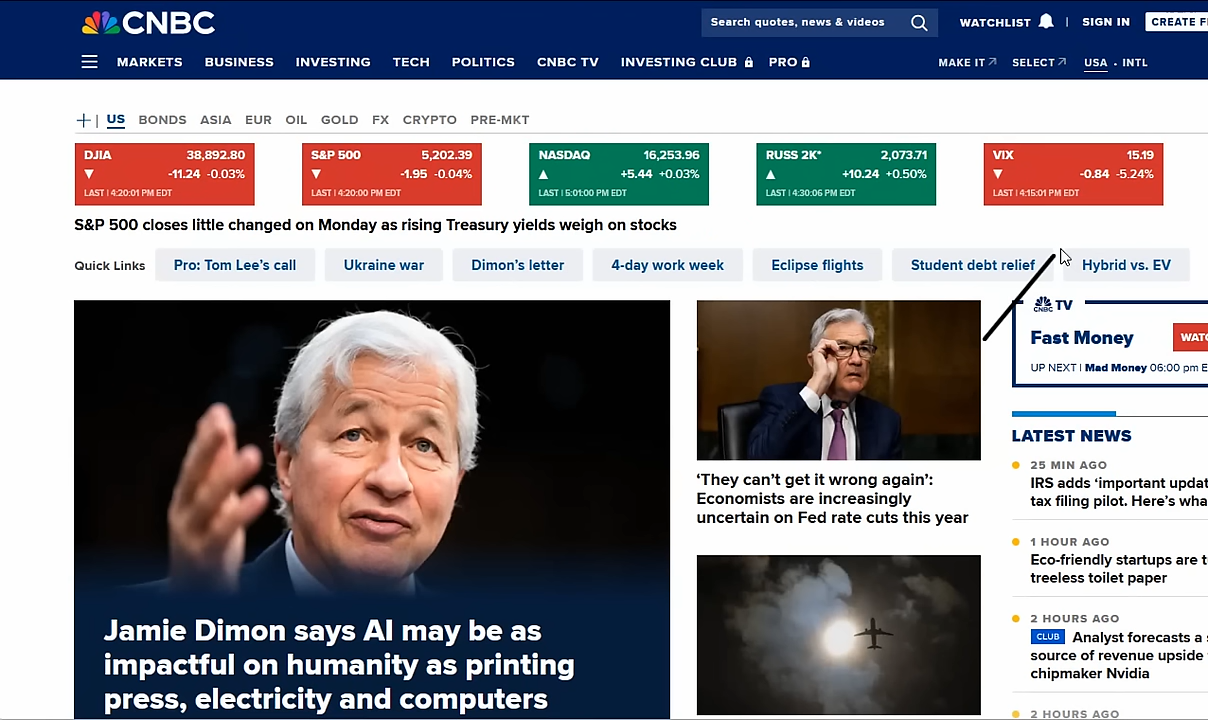 CNBC
Search quotes, news & videos
WATCHLIST | SIGN IN
MARKETS BUSINESS INVESTING TECH POLITICS CNBC TV INVESTING CLUB PRO
MAKE IT SELECT USA • INTL
+ | US BONDS ASIA EUR OIL GOLD FX CRYPTO PRE-MKT
DJIA 38,892.80
▼ -11.24 -0.03%
LAST | 4:20:01 PM EDT
S&P 500 5,202.39
▼ -1.95 -0.04%
LAST | 4:20:00 PM EDT
NASDAQ 16,253.96
▲ +5.44 +0.03%
LAST | 5:01:00 PM EDT
RUSS 2K* 2,073.71
▲ +10.24 +0.50%
LAST | 4:30:06 PM EDT
VIX 15.19
▼ -0.84 -5.24%
LAST | 4:15:01 PM EDT
S&P 500 closes little changed on Monday as rising Treasury yields weigh on stocks
Quick Links Pro: Tom Lee’s call Ukraine war Dimon’s letter 4-day work week Eclipse flights Student debt relief Hybrid vs. EV
Jamie Dimon says AI may be as
impactful on humanity as printing
press, electricity and computers
‘They can’t get it wrong again’:
Economists are increasingly
uncertain on Fed rate cuts this year
CNBC TV
Fast Money
UP NEXT | Mad Money 06:00 pm
LATEST NEWS
25 MIN AGO
IRS adds ‘important
tax filing pilot. Here’s
1 HOUR AGO
Eco-friendly startups are
treeless toilet paper
2 HOURS AGO
CLUB Analyst forecasts a
source of revenue upside
chipmaker Nvidia
2 HOURS AGO